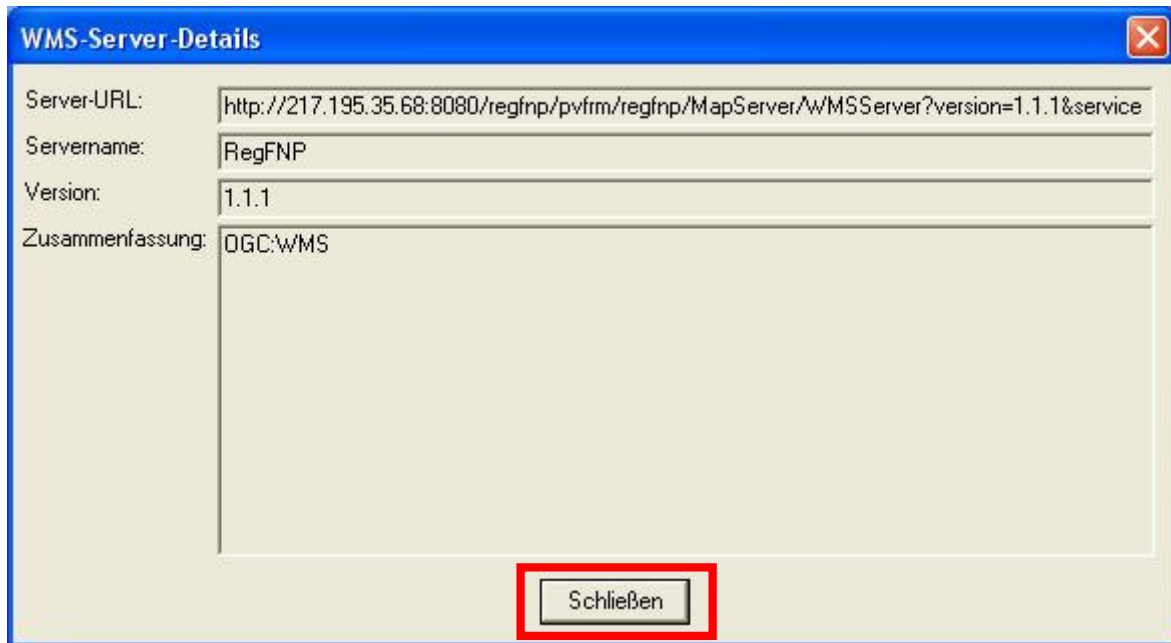 WMS-Server-Details
Server-URL: http://217.195.35.68:8080/regfnp/pvfrm/regfnp/MapServer/WMSServer?version=1.1.1&service
Servername: RegFNP
Version: 1.1.1
Zusammenfassung: OGC:WMS
Schließen